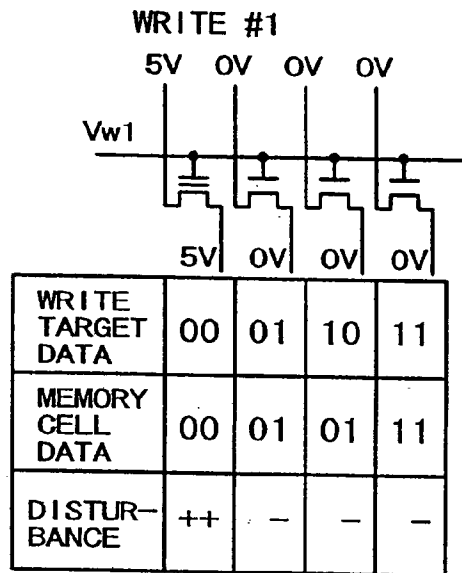 WRITE #1
5V 0V 0V 0V
Vw1
5V 0V 0V 0V
WRITE
TARGET
DATA
00 01 10 11
MEMORY
CELL
DATA
00 01 01 11
DISTUR-
BANCE
++ - - -